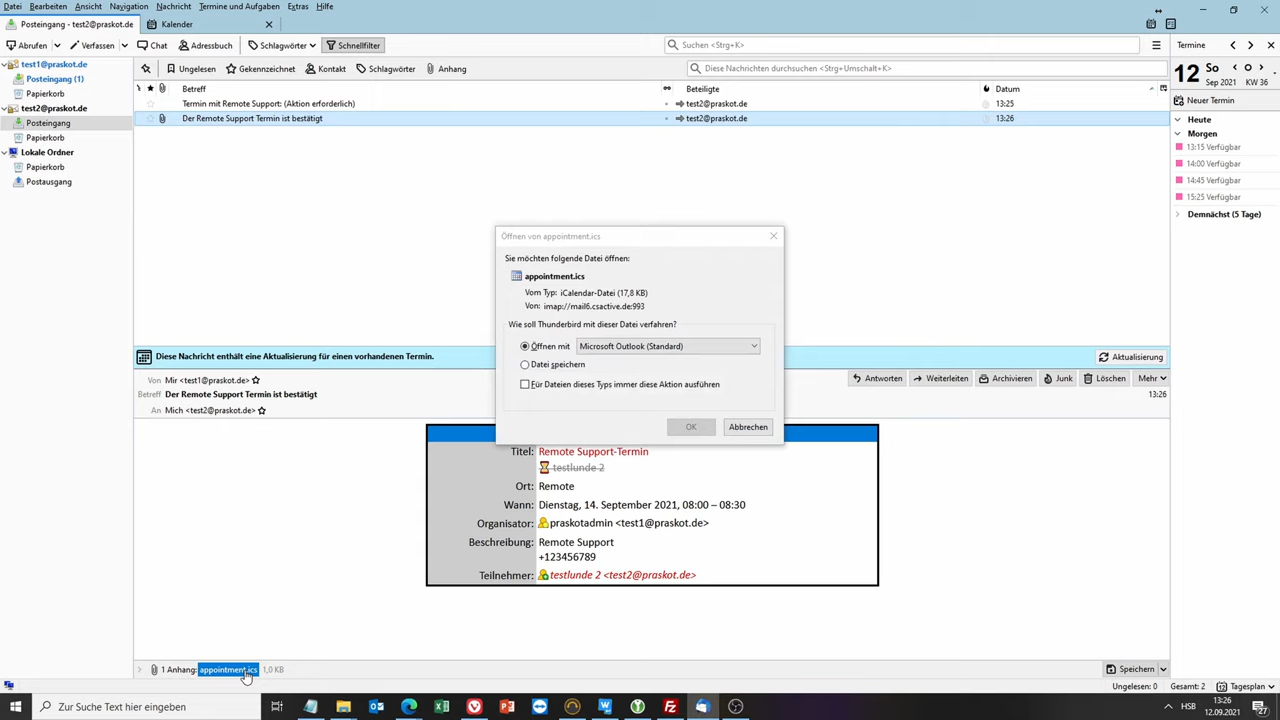 Datei Bearbeiten Ansicht Navigation Nachricht Termine und Aufgaben Extras Hilfe
Posteingang - test2@praskot.de Kalender
Abrufen Verfassen Chat Adressbuch Schlagwörter Schnellfilter Suchen <Strg+K>
Termine
test1@praskot.de
Posteingang (1)
Papierkorb
test2@praskot.de
Posteingang
Papierkorb
Lokale Ordner
Papierkorb
Postausgang
Ungelesen Gekennzeichnet Kontakt Schlagwörter Anhang Diese Nachrichten durchsuchen <Strg+Umschalt+K>
Betreff Beteiligte Datum
Termin mit Remote Support: (Aktion erforderlich) test2@praskot.de 13:25
Der Remote Support Termin ist bestätigt test2@praskot.de 13:26
12 So
Sep 2021 KW 36
Neuer Termin
Heute
Morgen
13:15 Verfügbar
14:00 Verfügbar
14:45 Verfügbar
15:25 Verfügbar
Demnächst (5 Tage)
Öffnen von appointment.ics
Sie möchten folgende Datei öffnen:
appointment.ics
Vom Typ: iCalendar-Datei (17,8 KB)
Von: imap://mail6.csactive.de:993
Wie soll Thunderbird mit dieser Datei verfahren?
Öffnen mit Microsoft Outlook (Standard)
Datei speichern
Für Dateien dieses Typs immer diese Aktion ausführen
OK Abbrechen
Diese Nachricht enthält eine Aktualisierung für einen vorhandenen Termin. Aktualisierung
Von Mir <test1@praskot.de> Antworten Weiterleiten Archivieren Junk Löschen Mehr
Betreff Der Remote Support Termin ist bestätigt 13:26
An Mich <test2@praskot.de>
Titel: Remote Support-Termin
testlunde 2
Ort: Remote
Wann: Dienstag, 14. September 2021, 08:00 – 08:30
Organisator: praskotadmin <test1@praskot.de>
Beschreibung: Remote Support
+123456789
Teilnehmer: testlunde 2 <test2@praskot.de>
1 Anhang: appointment.ics 1,0 KB Speichern
Ungelesen: 0 Gesamt: 2 Tagesplan
Zur Suche Text hier eingeben
HSB
13:26
12.09.2021
27